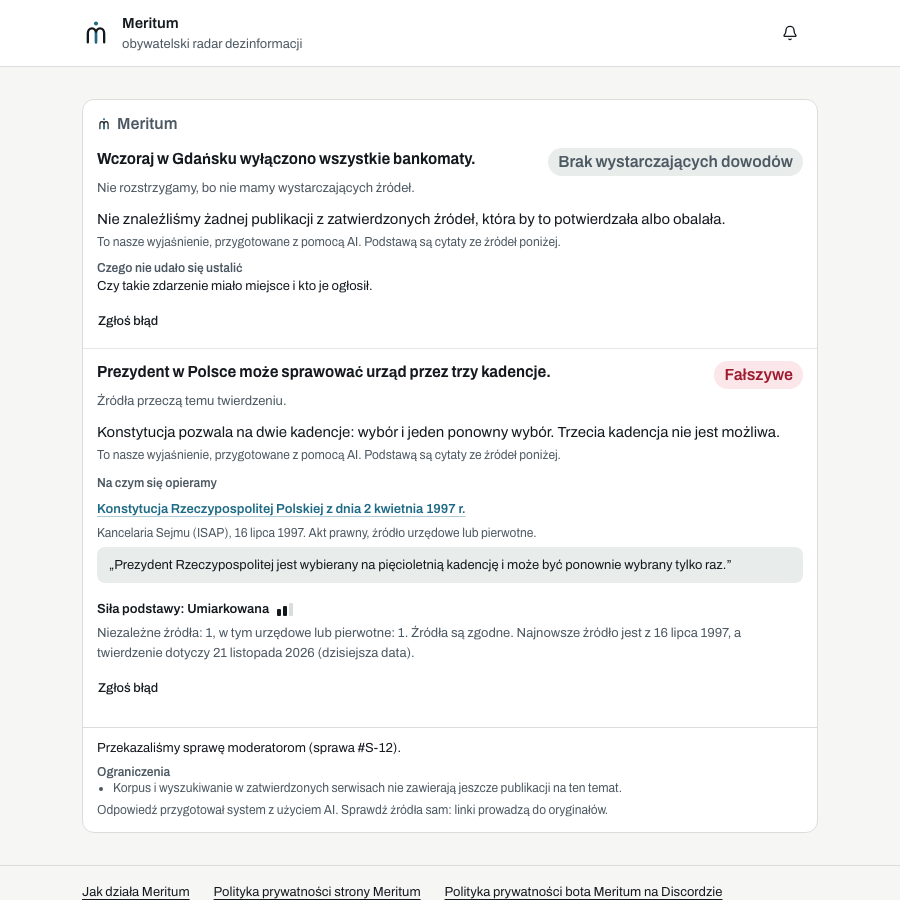 Meritum
obywatelski radar dezinformacji
Meritum
Wczoraj w Gdańsku wyłączono wszystkie bankomaty.
Brak wystarczających dowodów
Nie rozstrzygamy, bo nie mamy wystarczających źródeł.
Nie znaleźliśmy żadnej publikacji z zatwierdzonych źródeł, która by to potwierdzała albo obalała.
To nasze wyjaśnienie, przygotowane z pomocą AI. Podstawą są cytaty ze źródeł poniżej.
Czego nie udało się ustalić
Czy takie zdarzenie miało miejsce i kto je ogłosił.
Zgłoś błąd
Prezydent w Polsce może sprawować urząd przez trzy kadencje.
Fałszywe
Źródła przeczą temu twierdzeniu.
Konstytucja pozwala na dwie kadencje: wybór i jeden ponowny wybór. Trzecia kadencja nie jest możliwa.
To nasze wyjaśnienie, przygotowane z pomocą AI. Podstawą są cytaty ze źródeł poniżej.
Na czym się opieramy
Konstytucja Rzeczypospolitej Polskiej z dnia 2 kwietnia 1997 r.
Kancelaria Sejmu (ISAP), 16 lipca 1997. Akt prawny, źródło urzędowe lub pierwotne.
„Prezydent Rzeczypospolitej jest wybierany na pięcioletnią kadencję i może być ponownie wybrany tylko raz.”
Siła podstawy: Umiarkowana
Niezależne źródła: 1, w tym urzędowe lub pierwotne: 1. Źródła są zgodne. Najnowsze źródło jest z 16 lipca 1997, a
twierdzenie dotyczy 21 listopada 2026 (dzisiejsza data).
Zgłoś błąd
Przekazaliśmy sprawę moderatorom (sprawa #S-12).
Ograniczenia
• Korpus i wyszukiwanie w zatwierdzonych serwisach nie zawierają jeszcze publikacji na ten temat.
Odpowiedź przygotował system z użyciem AI. Sprawdź źródła sam: linki prowadzą do oryginałów.
Jak działa Meritum
Polityka prywatności strony Meritum
Polityka prywatności bota Meritum na Discordzie